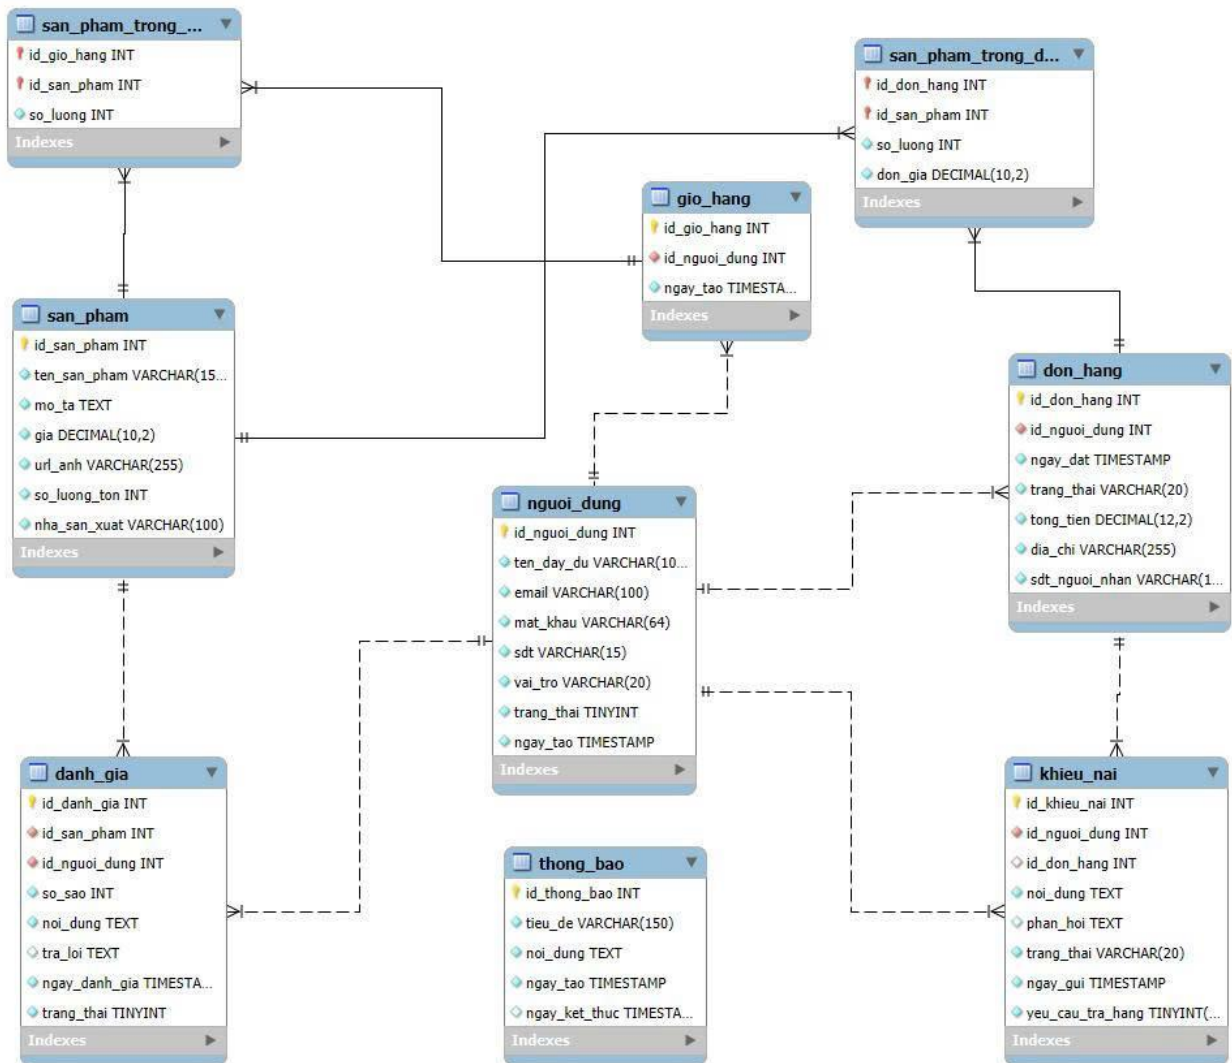 san_pham_trong_...
id_gio_hang INT
id_san_pham INT
so_luong INT
Indexes
san_pham_trong_d...
id_don_hang INT
id_san_pham INT
so_luong INT
don_gia DECIMAL(10,2)
Indexes
gio_hang
id_gio_hang INT
id_nguoi_dung INT
ngay_tao TIMESTA...
Indexes
san_pham
id_san_pham INT
ten_san_pham VARCHAR(15...
mo_ta TEXT
gia DECIMAL(10,2)
url_anh VARCHAR(255)
so_luong_ton INT
nha_san_xuat VARCHAR(100)
Indexes
don_hang
id_don_hang INT
id_nguoi_dung INT
ngay_dat TIMESTAMP
trang_thai VARCHAR(20)
tong_tien DECIMAL(12,2)
dia_chi VARCHAR(255)
sdt_nguoi_nhan VARCHAR(1...
Indexes
nguoi_dung
id_nguoi_dung INT
ten_day_du VARCHAR(10...
email VARCHAR(100)
mat_khau VARCHAR(64)
sdt VARCHAR(15)
vai_tro VARCHAR(20)
trang_thai TINYINT
ngay_tao TIMESTAMP
Indexes
danh_gia
id_danh_gia INT
id_san_pham INT
id_nguoi_dung INT
so_sao INT
noi_dung TEXT
tra_loi TEXT
ngay_danh_gia TIMESTA...
trang_thai TINYINT
Indexes
thong_bao
id_thong_bao INT
tieu_de VARCHAR(150)
noi_dung TEXT
ngay_tao TIMESTAMP
ngay_ket_thuc TIMESTA...
Indexes
khieu_nai
id_khieu_nai INT
id_nguoi_dung INT
id_don_hang INT
noi_dung TEXT
phan_hoi TEXT
trang_thai VARCHAR(20)
ngay_gui TIMESTAMP
yeu_cau_tra_hang TINYINT(...
Indexes